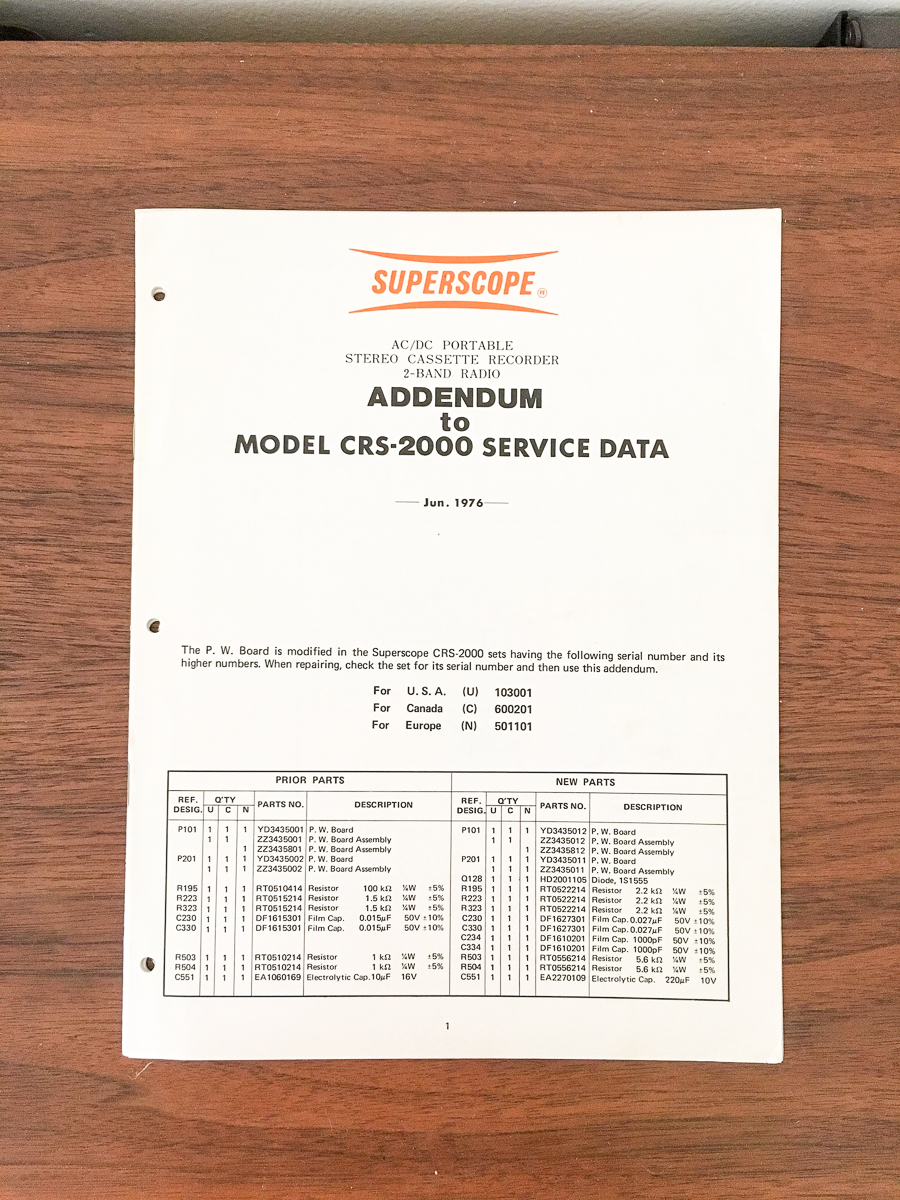 SUPERSCOPE ®
AC/DC PORTABLE
STEREO CASSETTE RECORDER
2-BAND RADIO
ADDENDUM
to
MODEL CRS-2000 SERVICE DATA
Jun. 1976
The P. W. Board is modified in the Superscope CRS-2000 sets having the following serial number and its
higher numbers. When repairing, check the set for its serial number and then use this addendum.
For U. S. A. (U) 103001
For Canada (C) 600201
For Europe (N) 501101
PRIOR PARTS NEW PARTS
REF. DESIG. Q'TY U C N PARTS NO. DESCRIPTION REF. DESIG. Q'TY U C N PARTS NO. DESCRIPTION
P101 1 1 1 YD3435001 P. W. Board P101 1 1 1 YD3435012 P. W. Board
1 1 ZZ3435001 P. W. Board Assembly 1 1 ZZ3435012 P. W. Board Assembly
1 ZZ3435801 P. W. Board Assembly 1 ZZ3435812 P. W. Board Assembly
P201 1 1 1 YD3435002 P. W. Board P201 1 1 1 YD3435011 P. W. Board
1 1 1 ZZ3435002 P. W. Board Assembly 1 1 1 ZZ3435011 P. W. Board Assembly
Q128 1 1 1 HD2001105 Diode, 1S1555
R195 1 1 1 RT0510414 Resistor 100 kΩ ¼W ±5% R195 1 1 1 RT0522214 Resistor 2.2 kΩ ¼W ±5%
R223 1 1 1 RT0515214 Resistor 1.5 kΩ ¼W ±5% R223 1 1 1 RT0522214 Resistor 2.2 kΩ ¼W ±5%
R323 1 1 1 RT0515214 Resistor 1.5 kΩ ¼W ±5% R323 1 1 1 RT0522214 Resistor 2.2 kΩ ¼W ±5%
C230 1 1 1 DF1615301 Film Cap. 0.015µF 50V ±10% C230 1 1 1 DF1627301 Film Cap. 0.027µF 50V ±10%
C330 1 1 1 DF1615301 Film Cap. 0.015µF 50V ±10% C330 1 1 1 DF1627301 Film Cap. 0.027µF 50V ±10%
C234 1 1 1 DF1610201 Film Cap. 1000pF 50V ±10%
C334 1 1 1 DF1610201 Film Cap. 1000pF 50V ±10%
R503 1 1 1 RT0510214 Resistor 1 kΩ ¼W ±5% R503 1 1 1 RT0556214 Resistor 5.6 kΩ ¼W ±5%
R504 1 1 1 RT0510214 Resistor 1 kΩ ¼W ±5% R504 1 1 1 RT0556214 Resistor 5.6 kΩ ¼W ±5%
C551 1 1 1 EA1060169 Electrolytic Cap. 10µF 16V C551 1 1 1 EA2270109 Electrolytic Cap. 220µF 10V
1